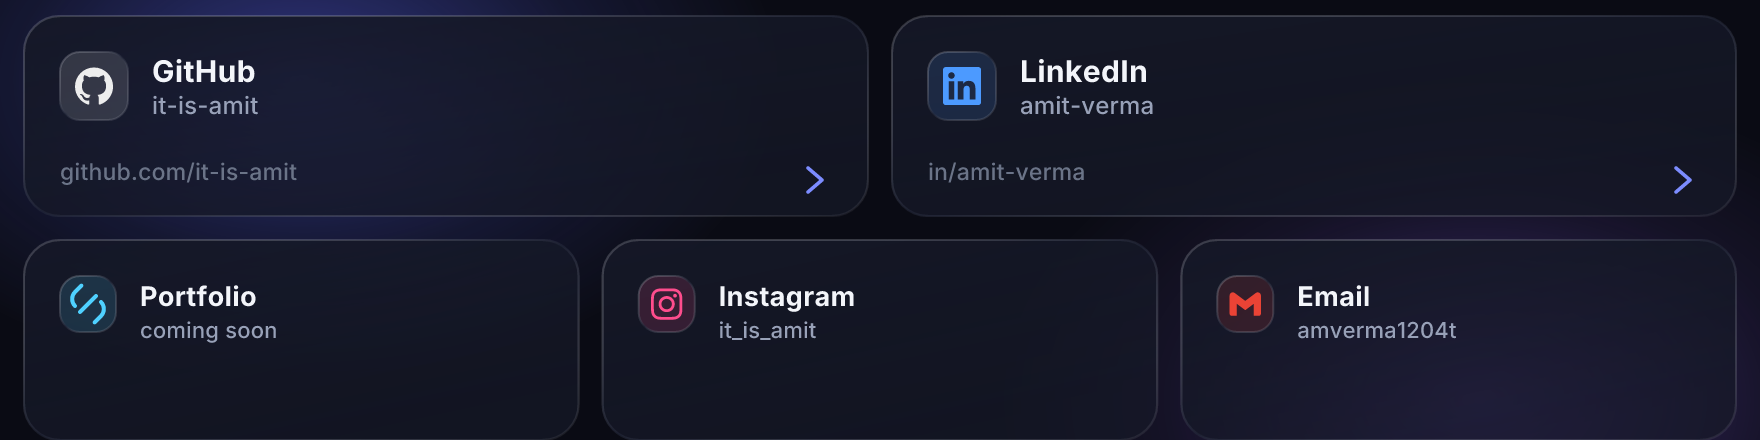 GitHub
it-is-amit
github.com/it-is-amit
LinkedIn
amit-verma
in/amit-verma
Portfolio
coming soon
Instagram
it_is_amit
Email
amverma1204t